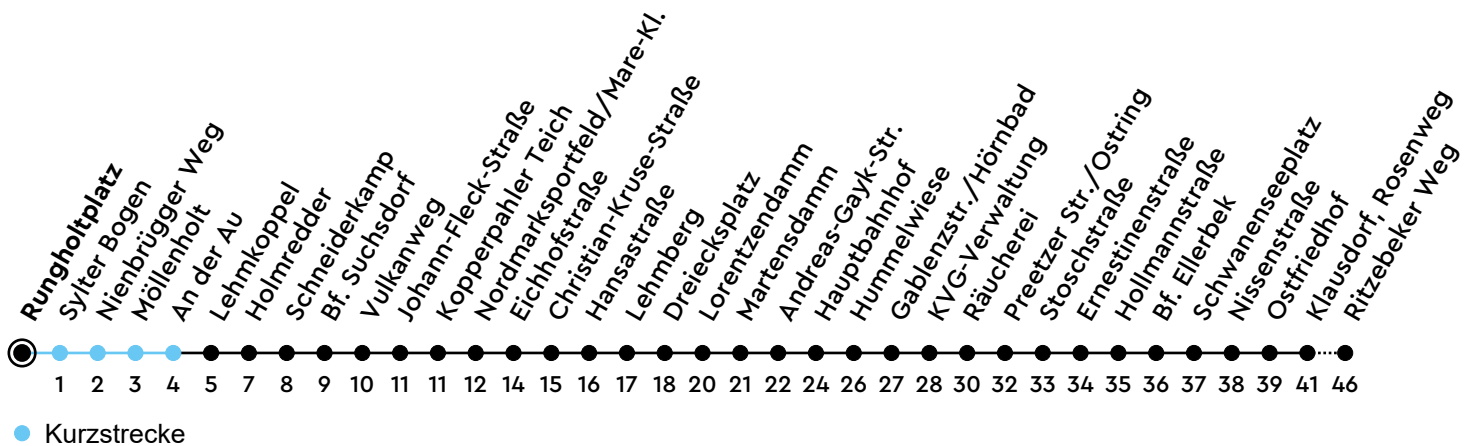 Rungholtplatz
Sylter Bogen
Nienbrügger Weg
Möllenholt
An der Au
Lehmkoppel
Holmredder
Schneiderkamp
Bf. Suchsdorf
Vulkanweg
Johann-Fleck-Straße
Kopperpahler Teich
Nordmarksportfeld/Mare-Kl.
Eichhofstraße
Christian-Kruse-Straße
Hansastraße
Lehmberg
Dreiecksplatz
Lorentzendamm
Martensdamm
Andreas-Gayk-Str.
Hauptbahnhof
Hummelwiese
Gablenzstr./Hörnbad
KVG-Verwaltung
Räucherei
Preetzer Str./Ostring
Stoschstraße
Ernestinenstraße
Hollmannstraße
Bf. Ellerbek
Schwanenseeplatz
Nissenstraße
Ostfriedhof
Klausdorf, Rosenweg
Ritzebeker Weg
1 2 3 4 5 7 8 9 10 11 11 12 14 15 16 17 18 20 21 22 24 26 27 28 30 32 33 34 35 36 37 38 39 41 46
Kurzstrecke